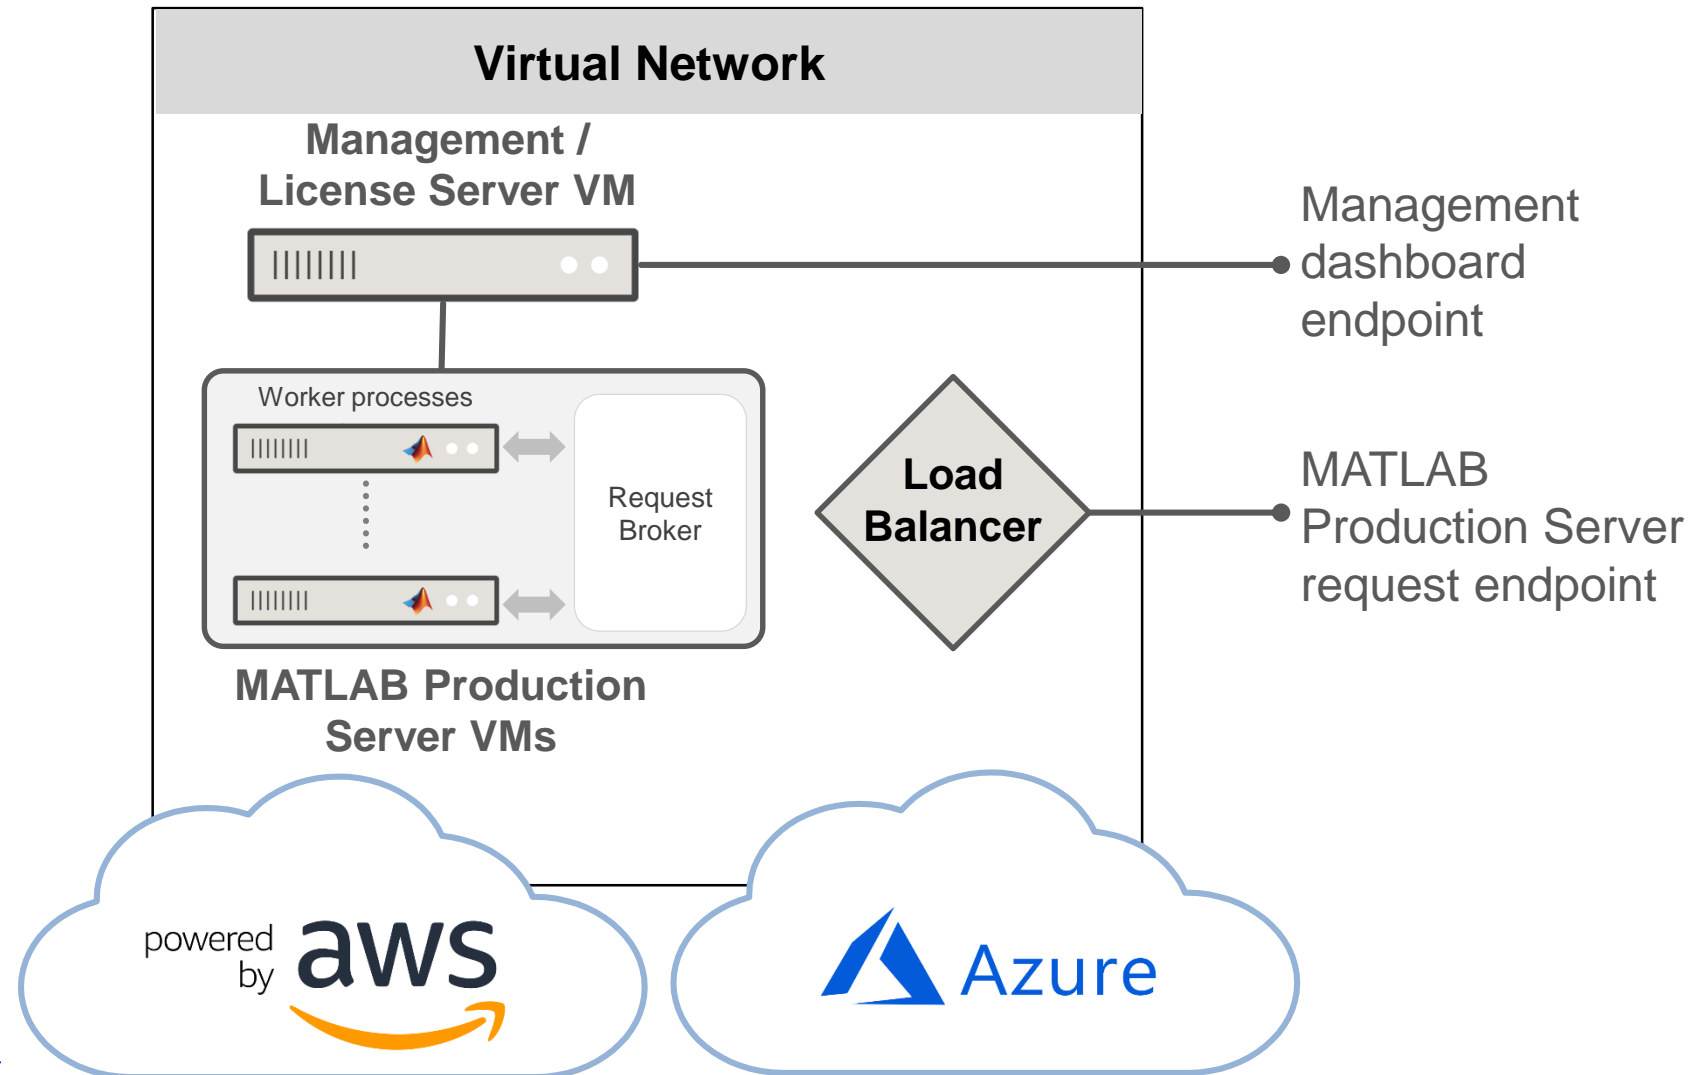 Virtual Network
Management /
License Server VM
Management
dashboard
endpoint
Worker processes
Request
Broker
Load
Balancer
MATLAB
Production Server
request endpoint
MATLAB Production
Server VMs
powered
by
aws
Azure